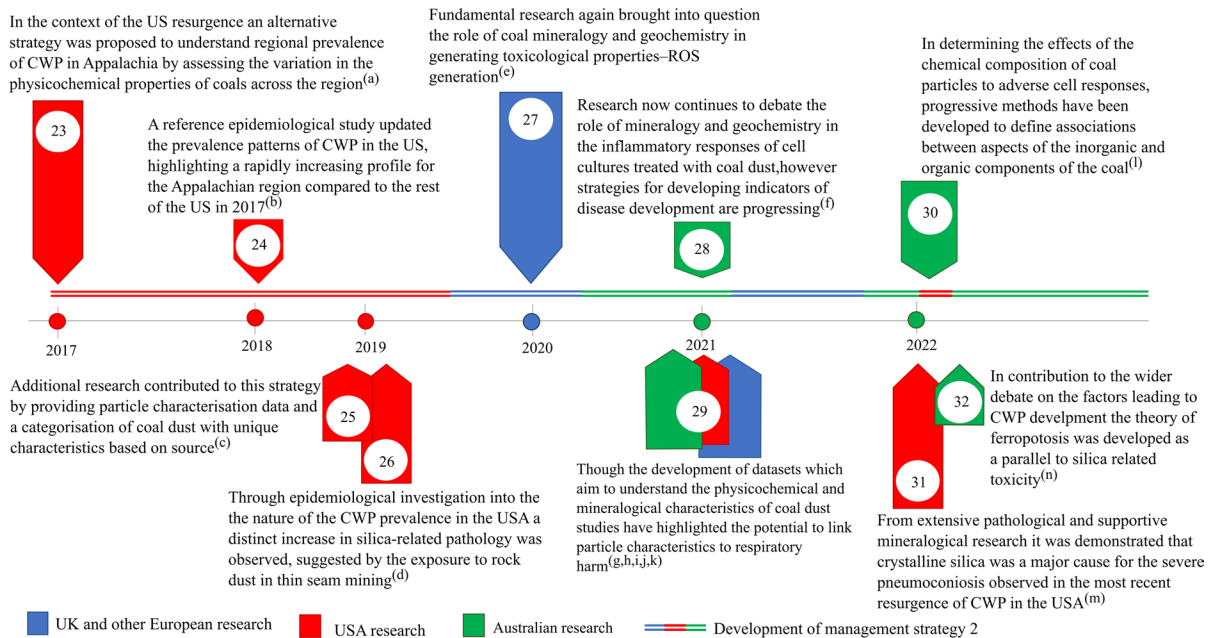 In the context of the US resurgence an alternative
strategy was proposed to understand regional prevalence
of CWP in Appalachia by assessing the variation in the
physicochemical properties of coals across the region(a)
23
A reference epidemiological study updated
the prevalence patterns of CWP in the US,
highlighting a rapidly increasing profile for
the Appalachian region compared to the rest
of the US in 2017(b)
24
Fundamental research again brought into question
the role of coal mineralogy and geochemistry in
generating toxicological properties–ROS
generation(e)
27
Research now continues to debate the
role of mineralogy and geochemistry in
the inflammatory responses of cell
cultures treated with coal dust,however
strategies for developing indicators of
disease development are progressing(f)
28
In determining the effects of the
chemical composition of coal
particles to adverse cell responses,
progressive methods have been
developed to define associations
between aspects of the inorganic and
organic components of the coal(l)
30
2017
2018
2019
2020
2021
2022
Additional research contributed to this strategy
by providing particle characterisation data and
a categorisation of coal dust with unique
characteristics based on source(c)
25
26
Through epidemiological investigation into
the nature of the CWP prevalence in the USA a
distinct increase in silica-related pathology was
observed, suggested by the exposure to rock
dust in thin seam mining(d)
29
Though the development of datasets which
aim to understand the physicochemical and
mineralogical characteristics of coal dust
studies have highlighted the potential to link
particle characteristics to respiratory
harm(g,h,i,j,k)
31
32
In contribution to the wider
debate on the factors leading to
CWP develpment the theory of
ferropotosis was developed as
a parallel to silica related
toxicity(n)
From extensive pathological and supportive
mineralogical research it was demonstrated that
crystalline silica was a major cause for the severe
pneumoconiosis observed in the most recent
resurgence of CWP in the USA(m)
UK and other European research
USA research
Australian research
Development of management strategy 2